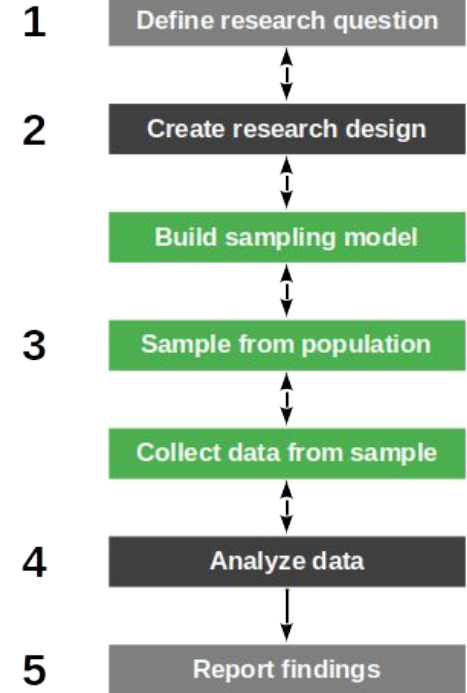 1 Define research question
2 Create research design
Build sampling model
3 Sample from population
Collect data from sample
4 Analyze data
5 Report findings